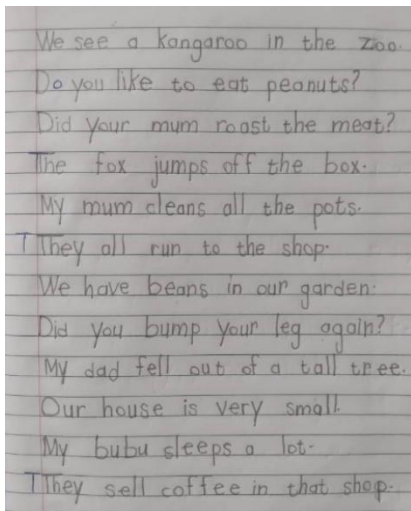 We see a kangaroo in the zoo.
Do you like to eat peanuts?
Did your mum roast the meat?
The fox jumps off the box.
My mum cleans all the pots.
T They all run to the shop.
We have beans in our garden.
Did you bump your leg again?
My dad fell out of a tall tree.
Our house is very small.
My bubu sleeps a lot.
T They sell coffee in that shop.